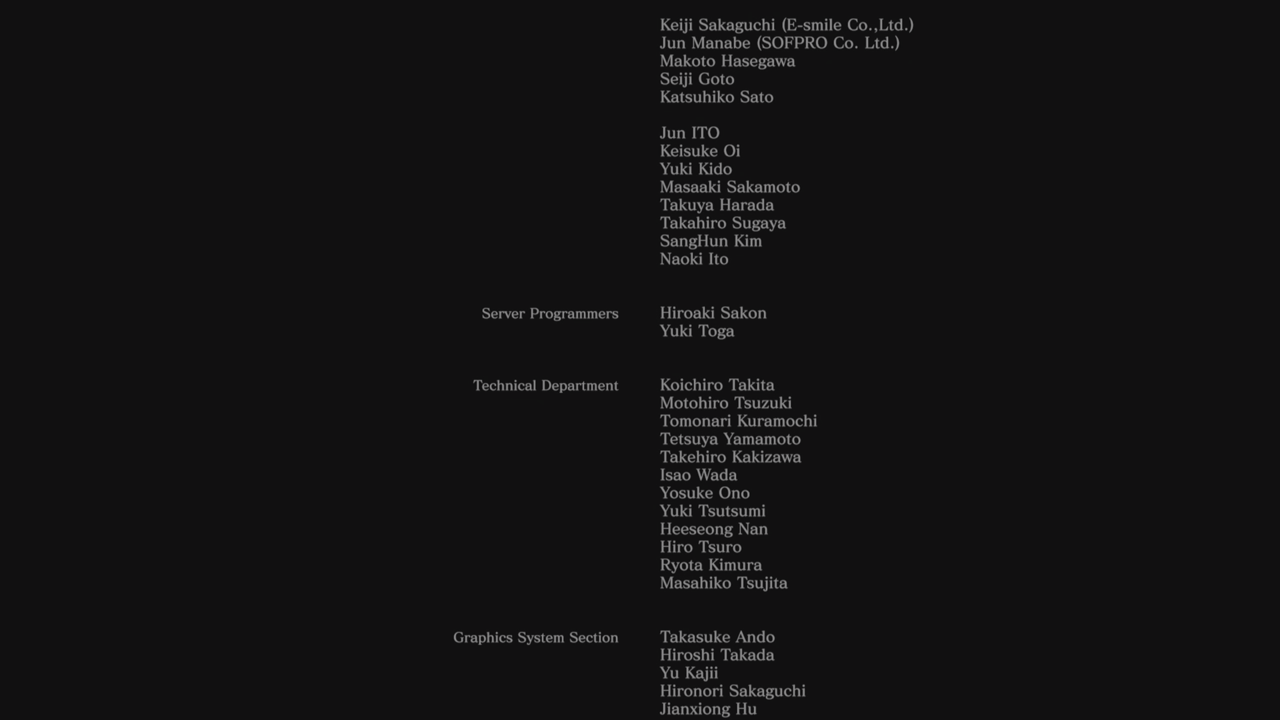 Keiji Sakaguchi (E-smile Co.,Ltd.)
Jun Manabe (SOFPRO Co. Ltd.)
Makoto Hasegawa
Seiji Goto
Katsuhiko Sato
Jun ITO
Keisuke Oi
Yuki Kido
Masaaki Sakamoto
Takuya Harada
Takahiro Sugaya
SangHun Kim
Naoki Ito
Server Programmers Hiroaki Sakon
Yuki Toga
Technical Department Koichiro Takita
Motohiro Tsuzuki
Tomonari Kuramochi
Tetsuya Yamamoto
Takehiro Kakizawa
Isao Wada
Yosuke Ono
Yuki Tsutsumi
Heeseong Nan
Hiro Tsuro
Ryota Kimura
Masahiko Tsujita
Graphics System Section Takasuke Ando
Hiroshi Takada
Yu Kajii
Hironori Sakaguchi
Jianxiong Hu